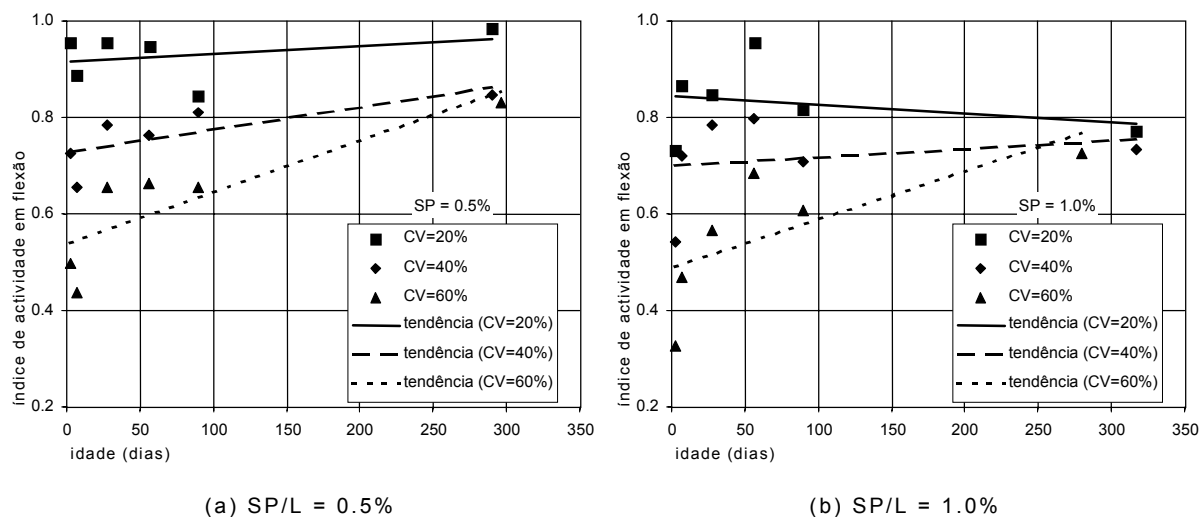 índice de actividade em flexão
1.0
0.8
0.6
0.4
0.2
0 50 100 150 200 250 300 350
idade (dias)
SP = 0.5%
CV=20%
CV=40%
CV=60%
tendência (CV=20%)
tendência (CV=40%)
tendência (CV=60%)
(a) SP/L = 0.5%
índice de actividade em flexão
1.0
0.8
0.6
0.4
0.2
0 50 100 150 200 250 300 350
idade (dias)
SP = 1.0%
CV=20%
CV=40%
CV=60%
tendência (CV=20%)
tendência (CV=40%)
tendência (CV=60%)
(b) SP/L = 1.0%